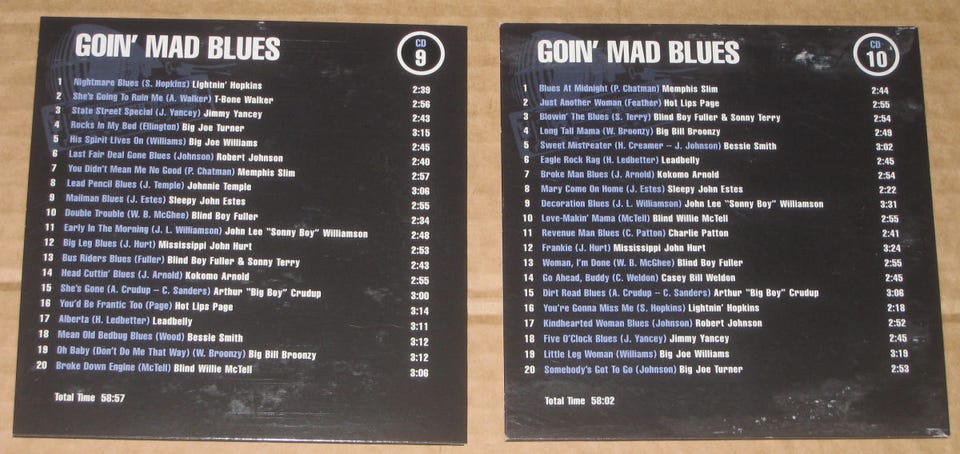 GOIN' MAD BLUES
CD
9
1 Nightmare Blues (S. Hopkins) Lightnin' Hopkins 2:39
2 She's Going To Ruin Me (A. Walker) T-Bone Walker 2:56
3 State Street Special (J. Yancey) Jimmy Yancey 2:43
4 Rocks In My Bed (Ellington) Big Joe Turner 3:15
5 His Spirit Lives On (Williams) Big Joe Williams 2:45
6 Last Fair Deal Gone Blues (Johnson) Robert Johnson 2:40
7 You Didn't Mean Me No Good (P. Chatman) Memphis Slim 2:57
8 Lead Pencil Blues (J. Temple) Johnnie Temple 3:06
9 Mailman Blues (J. Estes) Sleepy John Estes 2:55
10 Double Trouble (W. B. McGhee) Blind Boy Fuller 2:34
11 Early In The Morning (J. L. Williamson) John Lee "Sonny Boy" Williamson 2:48
12 Big Leg Blues (J. Hurt) Mississippi John Hurt 2:53
13 Bus Riders Blues (Fuller) Blind Boy Fuller & Sonny Terry 2:43
14 Head Cuttin' Blues (J. Arnold) Kokomo Arnold 2:55
15 She's Gone (A. Crudup – C. Sanders) Arthur "Big Boy" Crudup 3:00
16 You'd Be Frantic Too (Page) Hot Lips Page 3:14
17 Alberta (H. Ledbetter) Leadbelly 3:11
18 Mean Old Bedbug Blues (Wood) Bessie Smith 3:12
19 Oh Baby (Don't Do Me That Way) (W. Broonzy) Big Bill Broonzy 3:12
20 Broke Down Engine (McTell) Blind Willie McTell 3:06
Total Time 58:57
GOIN' MAD BLUES
CD
10
1 Blues At Midnight (P. Chatman) Memphis Slim 2:44
2 Just Another Woman (Feather) Hot Lips Page 2:55
3 Blowin' The Blues (S. Terry) Blind Boy Fuller & Sonny Terry 2:54
4 Long Tall Mama (W. Broonzy) Big Bill Broonzy 2:49
5 Sweet Mistreater (H. Creamer – J. Johnson) Bessie Smith 3:02
6 Eagle Rock Rag (H. Ledbetter) Leadbelly 2:45
7 Broke Man Blues (J. Arnold) Kokomo Arnold 2:54
8 Mary Come On Home (J. Estes) Sleepy John Estes 2:22
9 Decoration Blues (J. L. Williamson) John Lee "Sonny Boy" Williamson 3:31
10 Love-Makin' Mama (McTell) Blind Willie McTell 2:55
11 Revenue Man Blues (C. Patton) Charlie Patton 2:41
12 Frankie (J. Hurt) Mississippi John Hurt 3:24
13 Woman, I'm Done (W. B. McGhee) Blind Boy Fuller 2:55
14 Go Ahead, Buddy (C. Weldon) Casey Bill Weldon 2:45
15 Dirt Road Blues (A. Crudup – C. Sanders) Arthur "Big Boy" Crudup 3:06
16 You're Gonna Miss Me (S. Hopkins) Lightnin' Hopkins 2:18
17 Kindhearted Woman Blues (Johnson) Robert Johnson 2:52
18 Five O'Clock Blues (J. Yancey) Jimmy Yancey 2:45
19 Little Leg Woman (Williams) Big Joe Williams 3:19
20 Somebody's Got To Go (Johnson) Big Joe Turner 2:53
Total Time 58:02